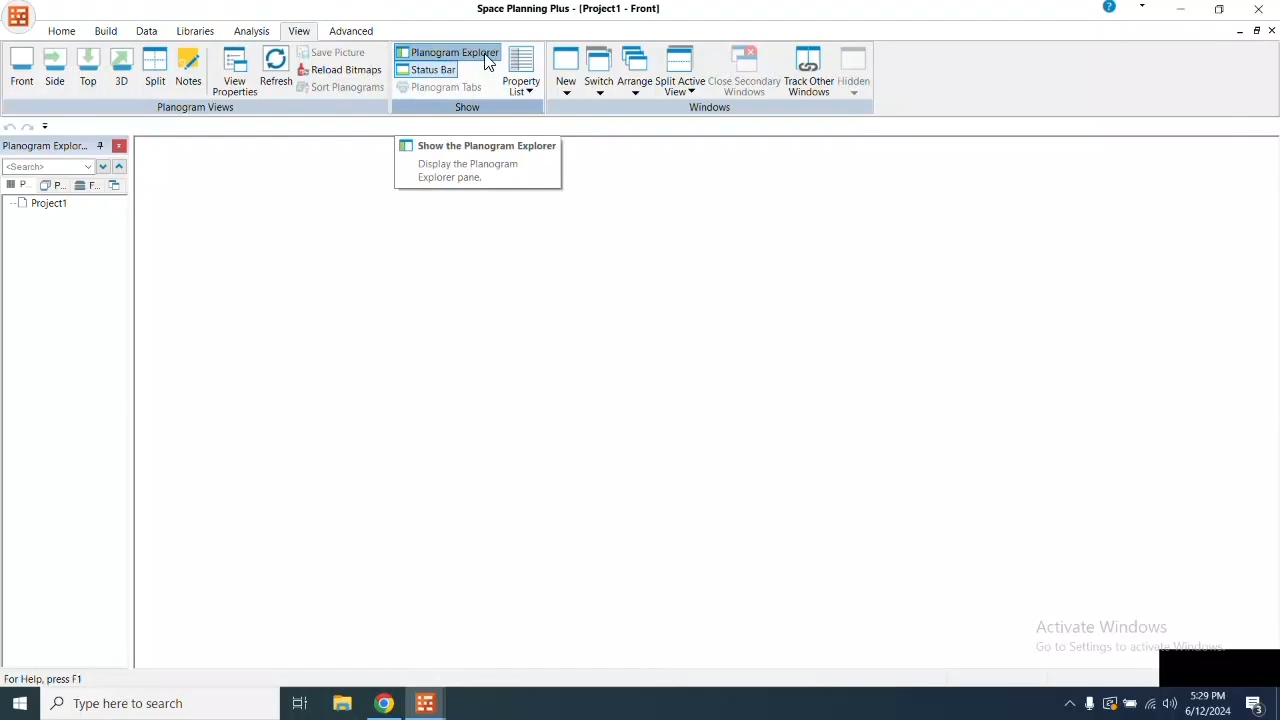 Space Planning Plus - [Project1 - Front]
?
Home Build Data Libraries Analysis View Advanced
Front Side Top 3D Split Notes
View Properties
Refresh
Save Picture
Reload Bitmaps
Sort Planograms
Planogram Explorer
Status Bar
Planogram Tabs
Property List
New Switch Arrange
Split Active View
Close Secondary Windows
Track Other Windows
Hidden
Planogram Views Show Windows
Planogram Explor...
<Search>
P... P... F...
Project1
Show the Planogram Explorer
Display the Planogram
Explorer pane.
Activate Windows
Go to Settings to activate Windows.
For Help, press F1
Type here to search
5:29 PM
6/12/2024
3